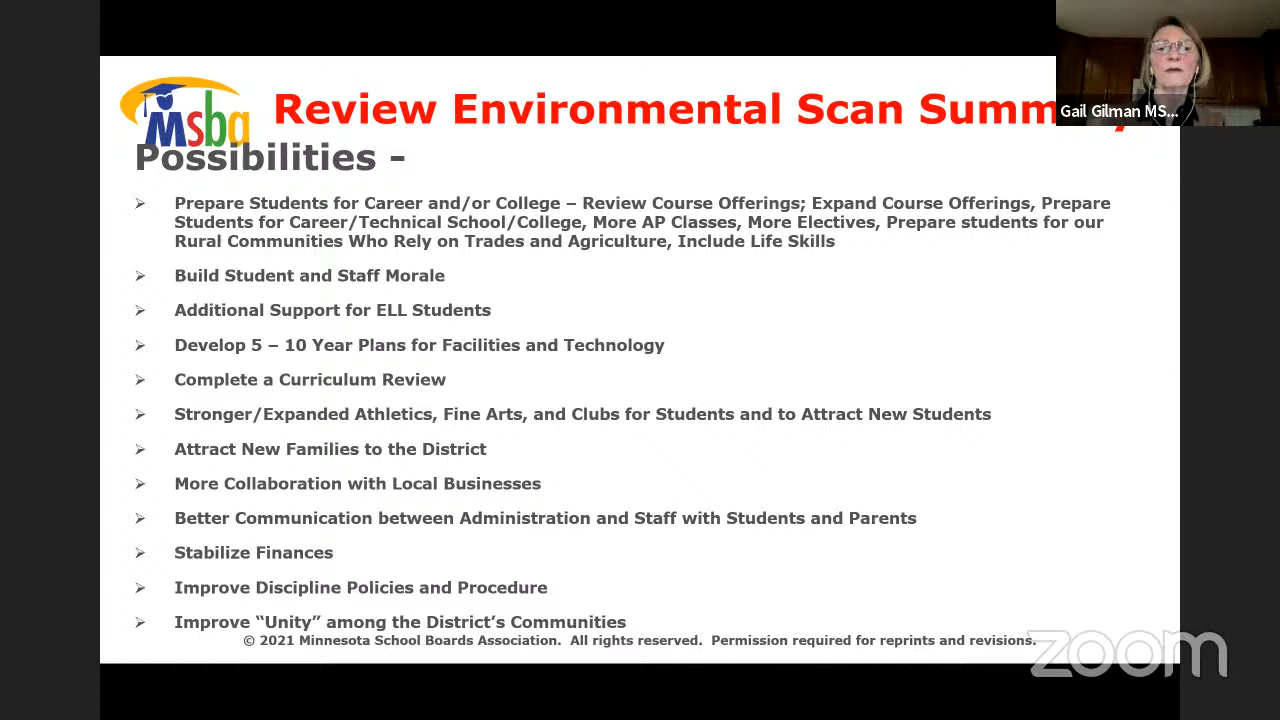 msba
Review Environmental Scan Summ
Gail Gilman MS...
Possibilities -
Prepare Students for Career and/or College – Review Course Offerings; Expand Course Offerings, Prepare
Students for Career/Technical School/College, More AP Classes, More Electives, Prepare students for our
Rural Communities Who Rely on Trades and Agriculture, Include Life Skills
Build Student and Staff Morale
Additional Support for ELL Students
Develop 5 – 10 Year Plans for Facilities and Technology
Complete a Curriculum Review
Stronger/Expanded Athletics, Fine Arts, and Clubs for Students and to Attract New Students
Attract New Families to the District
More Collaboration with Local Businesses
Better Communication between Administration and Staff with Students and Parents
Stabilize Finances
Improve Discipline Policies and Procedure
Improve “Unity” among the District’s Communities
© 2021 Minnesota School Boards Association. All rights reserved. Permission required for reprints and revisions.
zoom